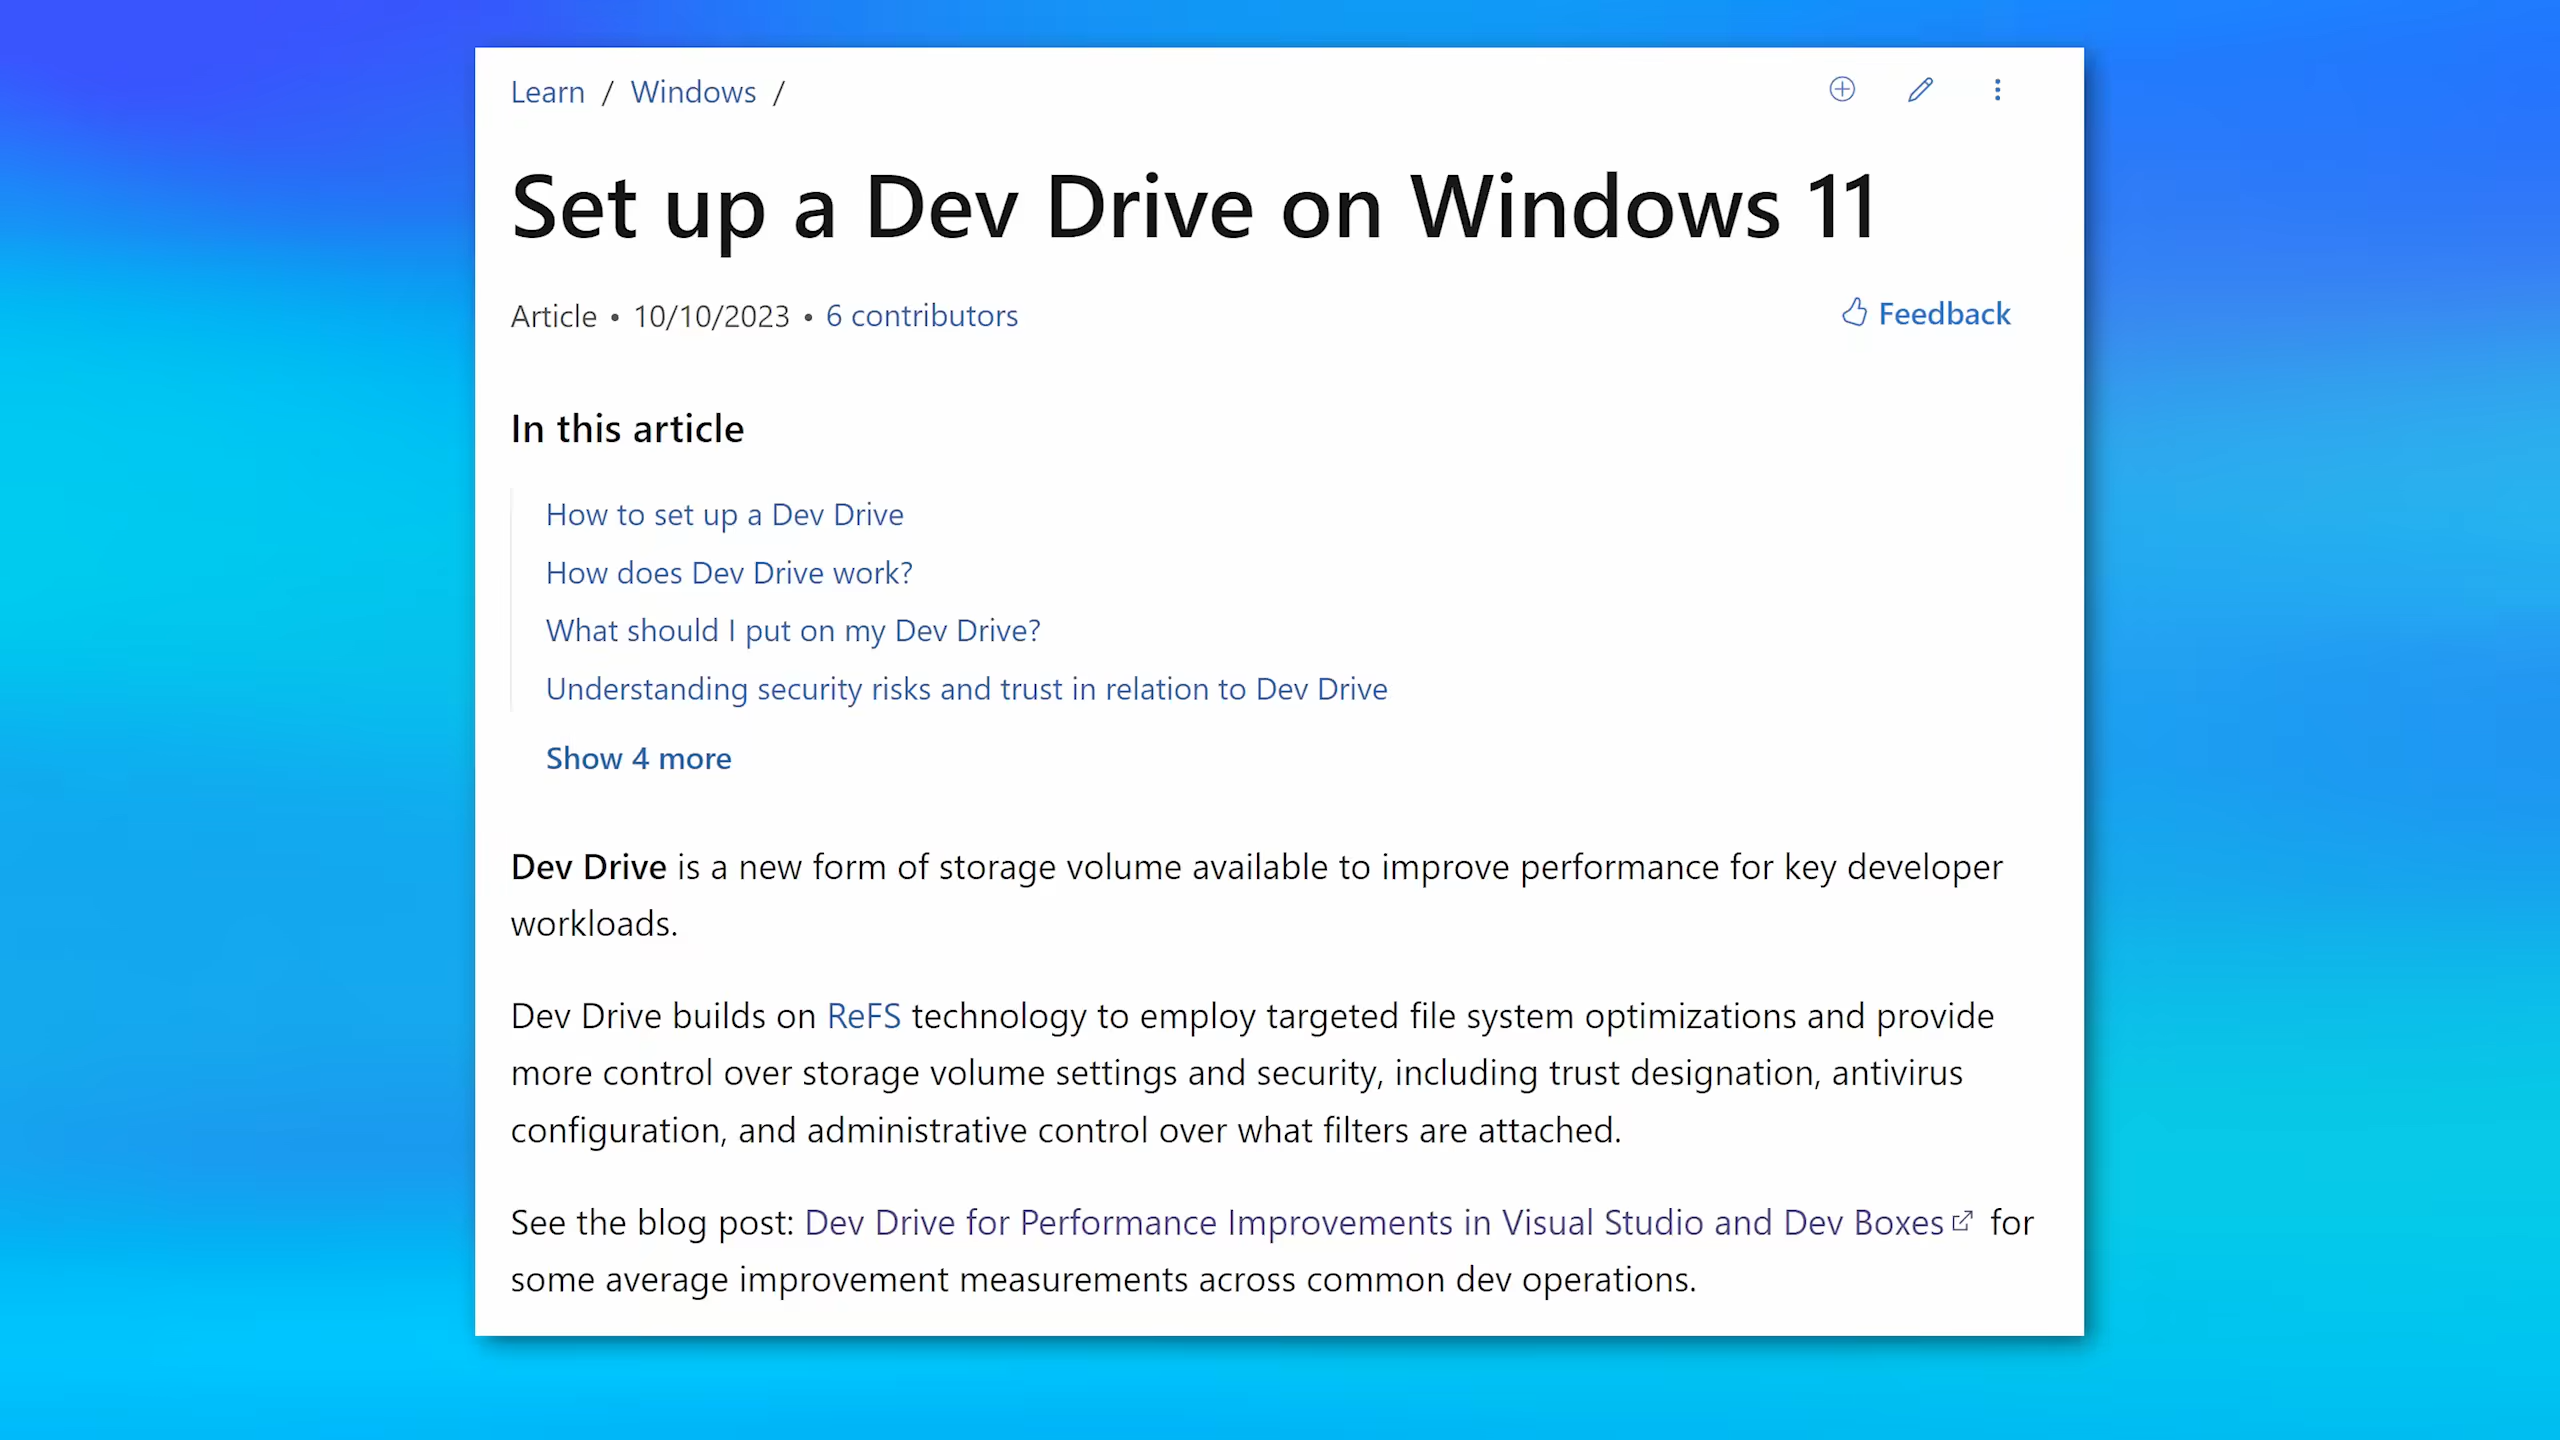 Learn / Windows /
Set up a Dev Drive on Windows 11
Article • 10/10/2023 • 6 contributors
Feedback
In this article
How to set up a Dev Drive
How does Dev Drive work?
What should I put on my Dev Drive?
Understanding security risks and trust in relation to Dev Drive
Show 4 more
Dev Drive is a new form of storage volume available to improve performance for key developer
workloads.
Dev Drive builds on ReFS technology to employ targeted file system optimizations and provide
more control over storage volume settings and security, including trust designation, antivirus
configuration, and administrative control over what filters are attached.
See the blog post: Dev Drive for Performance Improvements in Visual Studio and Dev Boxes for
some average improvement measurements across common dev operations.